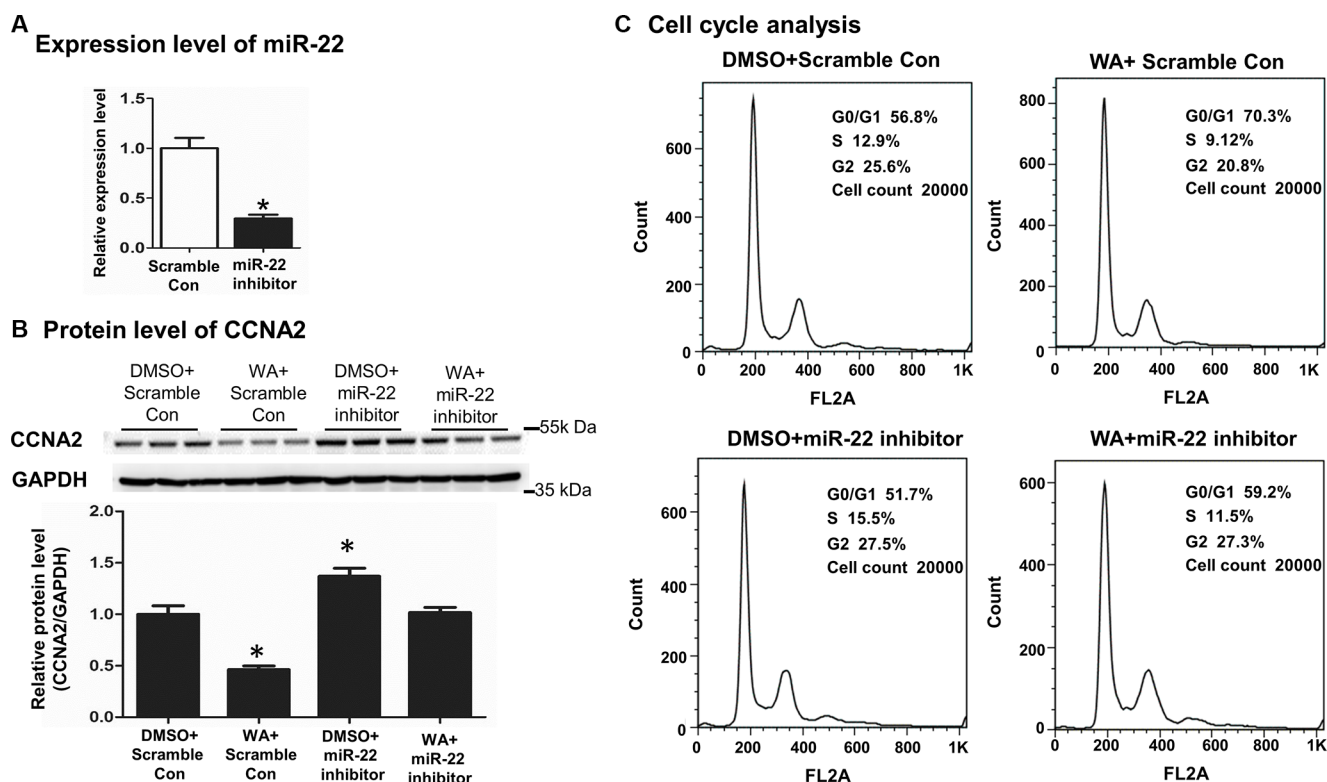 A
Expression level of miR-22
Relative expression level
1.5
1.0
0.5
0.0
*
Scramble
Con
miR-22
inhibitor
B Protein level of CCNA2
DMSO+
Scramble
Con
WA+
Scramble
Con
DMSO+
miR-22
inhibitor
WA+
miR-22
inhibitor
CCNA2
55k Da
GAPDH
35 kDa
Relative protein level
(CCNA2/GAPDH)
2.0
1.5
1.0
0.5
0.0
*
*
DMSO+
Scramble
Con
WA+
Scramble
Con
DMSO+
miR-22
inhibitor
WA+
miR-22
inhibitor
C Cell cycle analysis
DMSO+Scramble Con
G0/G1 56.8%
S 12.9%
G2 25.6%
Cell count 20000
Count
600
400
200
0
0 200 400 600 800 1K
FL2A
WA+ Scramble Con
G0/G1 70.3%
S 9.12%
G2 20.8%
Cell count 20000
Count
800
600
400
200
0
0 200 400 600 800 1K
FL2A
DMSO+miR-22 inhibitor
G0/G1 51.7%
S 15.5%
G2 27.5%
Cell count 20000
Count
600
400
200
0
0 200 400 600 800 1K
FL2A
WA+miR-22 inhibitor
G0/G1 59.2%
S 11.5%
G2 27.3%
Cell count 20000
Count
600
400
200
0
0 200 400 600 800 1K
FL2A